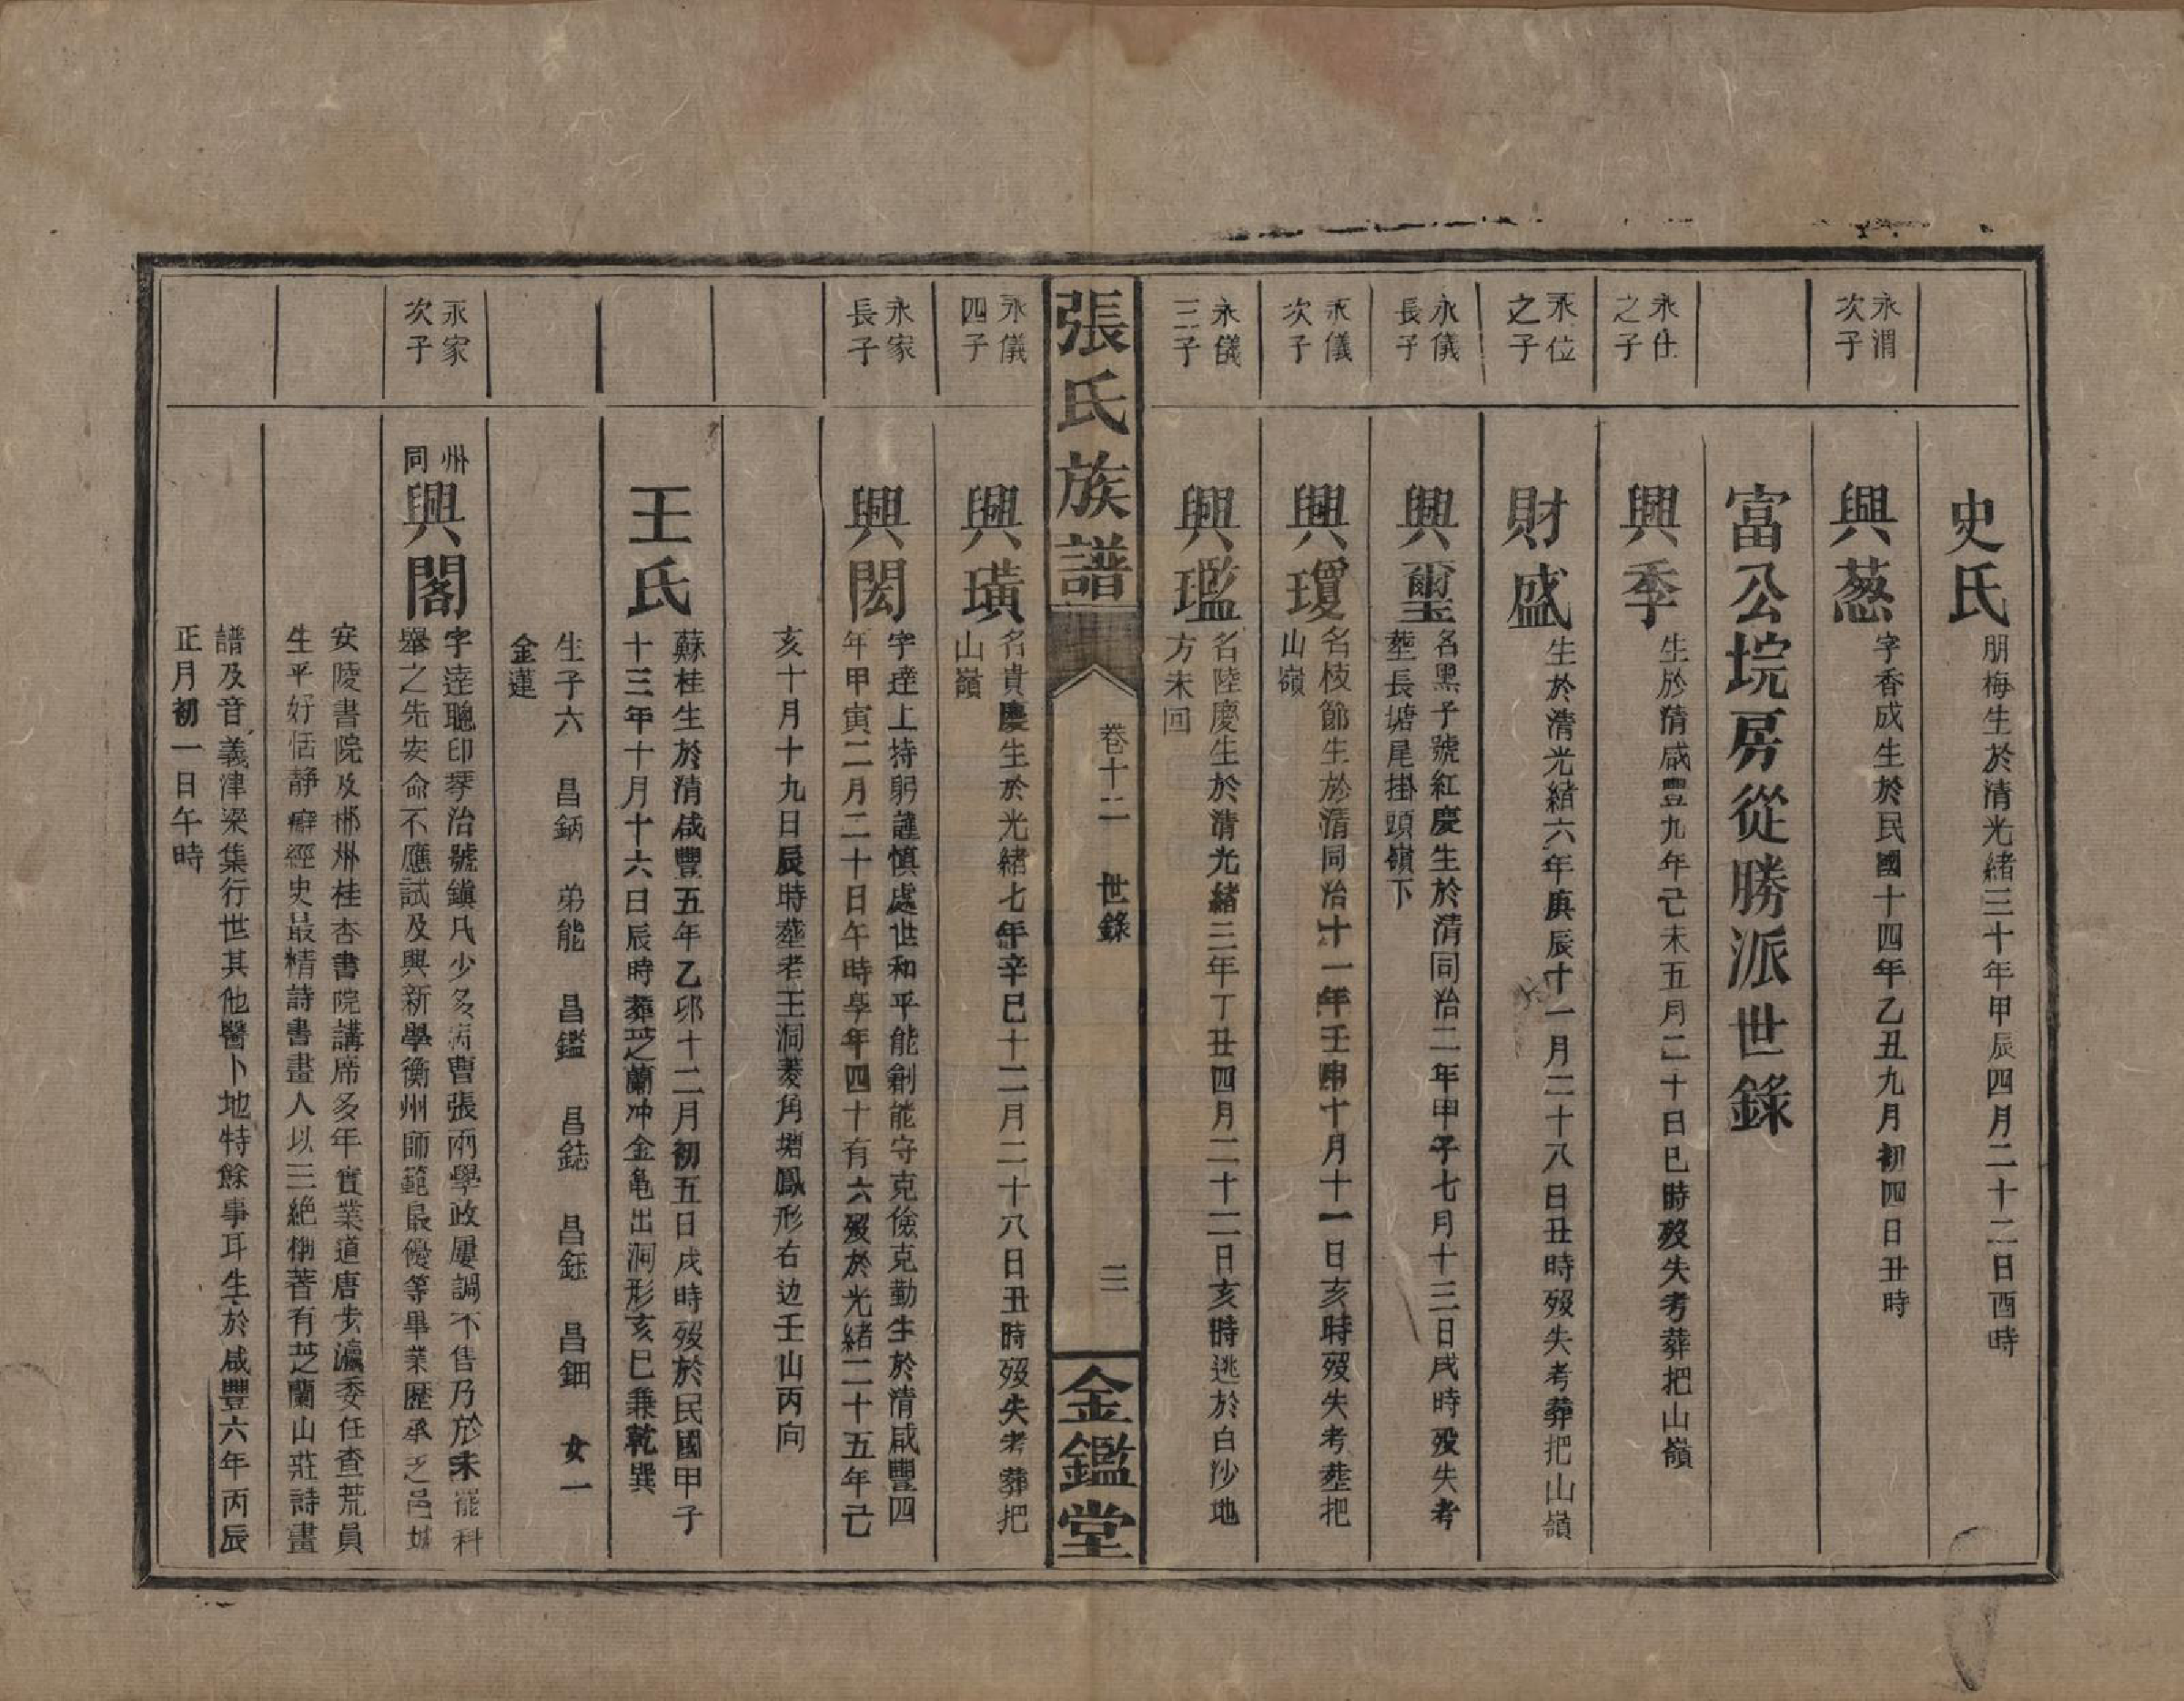 史氏
朋梅生於清光緒三十年甲辰四月二十二日酉時
永渭
次子
興葱
字香成生於民國十四年乙丑九月初四日丑時
富公垸房從勝派世錄
永仕
之子
興季
生於清咸豐九年己未五月二十日巳時殁失考葬把山嶺
永位
之子
財盛
生於清光緒六年庚辰十一月二十八日丑時殁失考葬把山嶺
永儀
長子
興璽
名黑子號紅慶生於清同治二年甲子七月十三日戌時殁失考
塟長塘尾掛頭嶺下
永儀
次子
興瓊
名枝節生於清同治十一年壬申十月十一日亥時殁失考塟把
山嶺
永儀
三子
興璼
名陸慶生於清光緒三年丁丑四月二十二日亥時逃於白沙地
方未回
張氏族譜
卷十二 世錄
三
金鑑堂
永儀
四子
興璜
名貴慶生於光緒七年辛巳十二月二十八日丑時殁失考葬把
山嶺
永家
長子
興閎
字達上持躬謹慎處世和平能創能守克儉克勤生於清咸豐四
年甲寅二月二十日午時享年四十有六殁於光緒二十五年己
亥十月十九日辰時塟老王洞菱角塘鳳形右边壬山丙向
王氏
蘇桂生於清咸豐五年乙卯十二月初五日戌時殁於民國甲子
十三年十月十六日辰時葬芝蘭冲金亀出洞形亥巳兼乾巽
生子六 昌鈵 弟能 昌鑑 昌鋕 昌鈺 昌鈿 女一
金蓮
永家
次子
州
同
興閣
字達聰印琴治號鎮凡少多病曹張兩學政屢調不售乃於未罷科
舉之先安命不應試及興新學衡州師範最優等畢業歷承乏邑城
安陵書院及郴州桂杏書院講席多年實業道唐步瀛委任查荒員
生平好恬静癖經史最精詩書畫人以三絶稱著有芝蘭山莊詩畫
譜及音義津梁集行世其他醫卜地特餘事耳生於咸豐六年丙辰
正月初一日午時